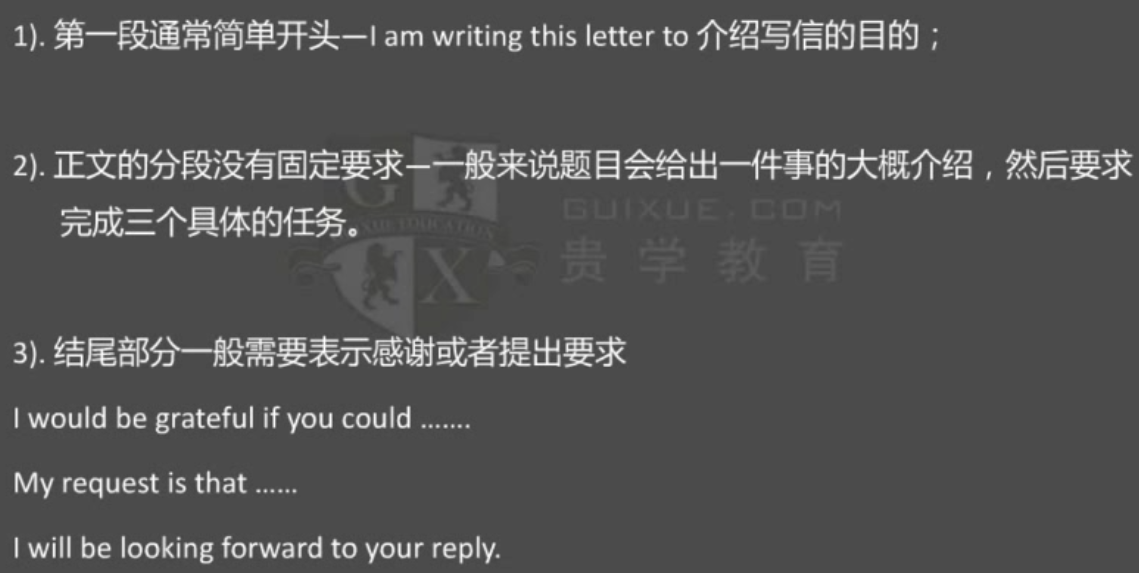 1). 第一段通常简单开头—I am writing this letter to 介绍写信的目的；
2). 正文的分段没有固定要求—一般来说题目会给出一件事的大概介绍，然后要求
完成三个具体的任务。
G
GUIXUE EDUCATION
X
GUIXUE.COM
贵学教育
3). 结尾部分一般需要表示感谢或者提出要求
I would be grateful if you could .......
My request is that ......
I will be looking forward to your reply.